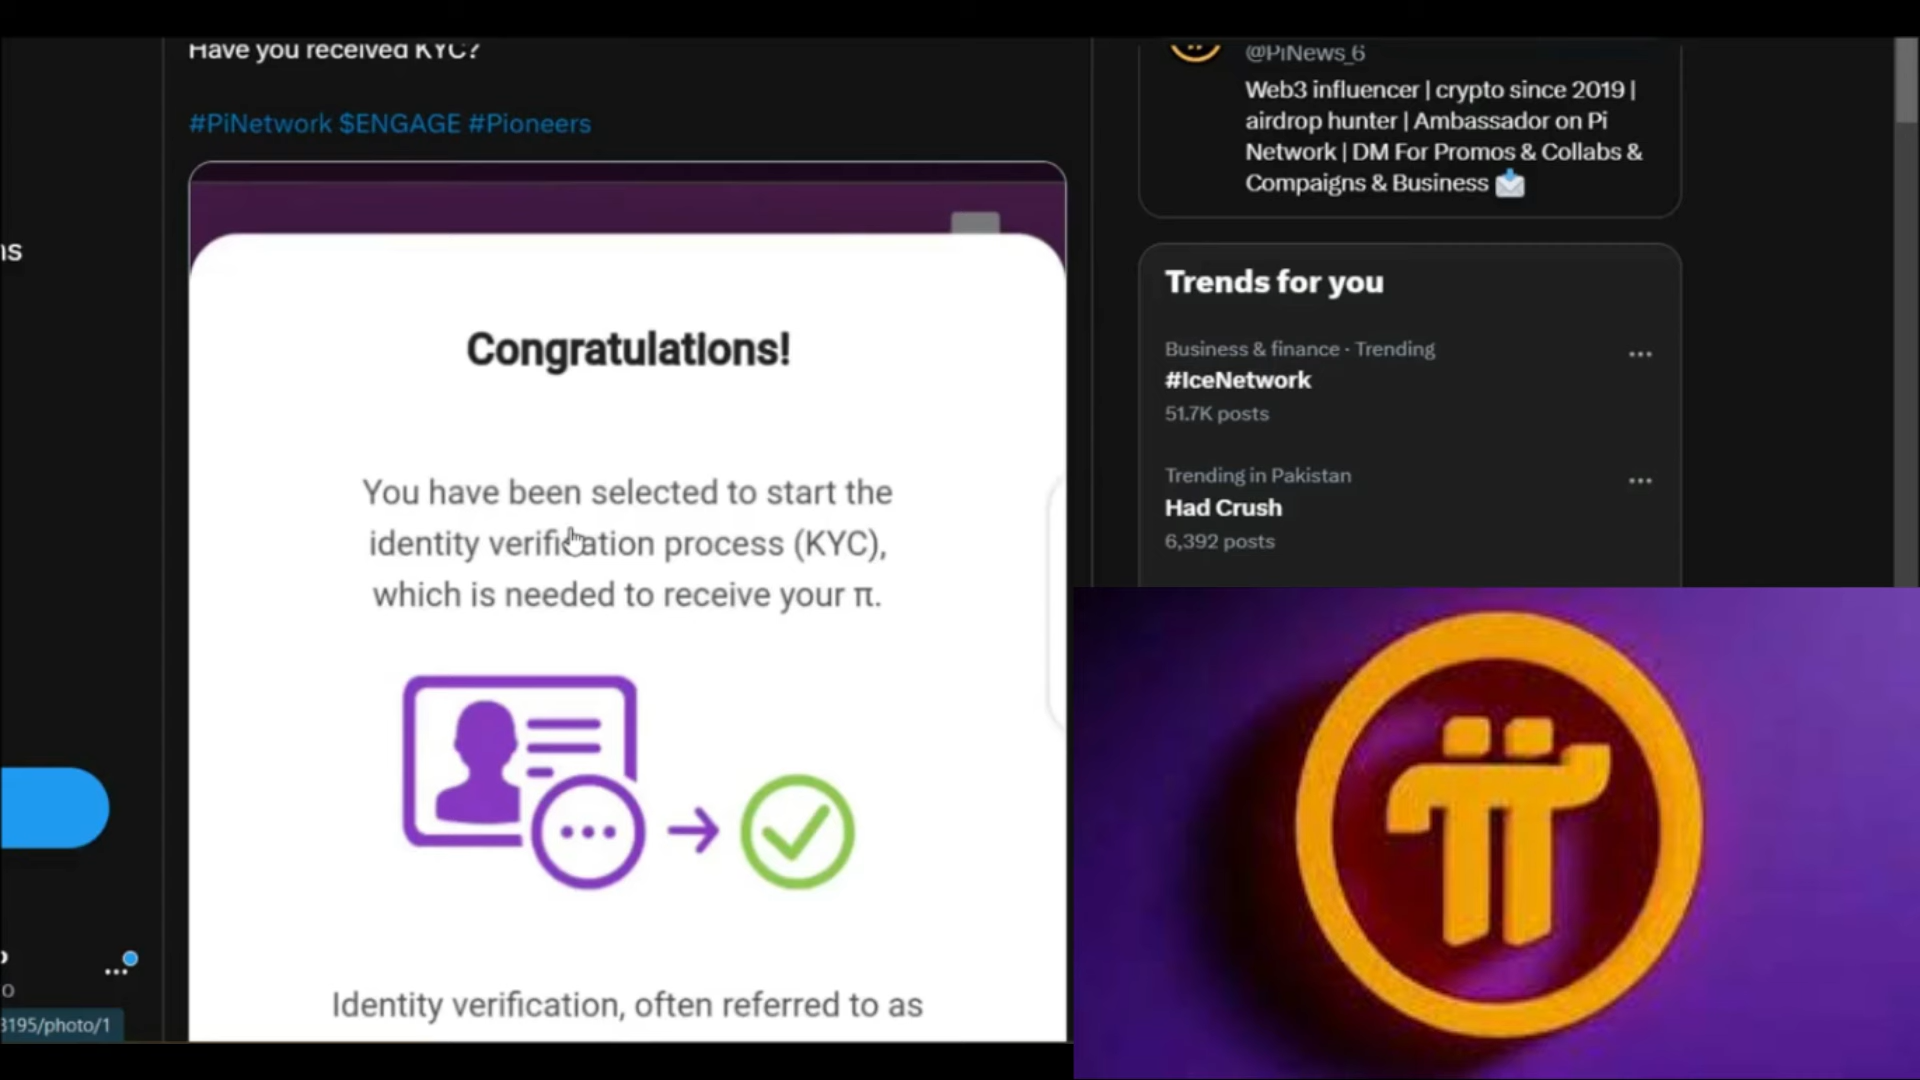 Have you received KYC?
#PiNetwork $ENGAGE #Pioneers
Congratulations!
You have been selected to start the
identity verification process (KYC),
which is needed to receive your π.
Identity verification, often referred to as
@PiNews_6
Web3 influencer | crypto since 2019 |
airdrop hunter | Ambassador on Pi
Network | DM For Promos & Collabs &
Compaigns & Business
Trends for you
Business & finance · Trending
#IceNetwork
51.7K posts
Trending in Pakistan
Had Crush
6,392 posts
ns
o
3195/photo/1